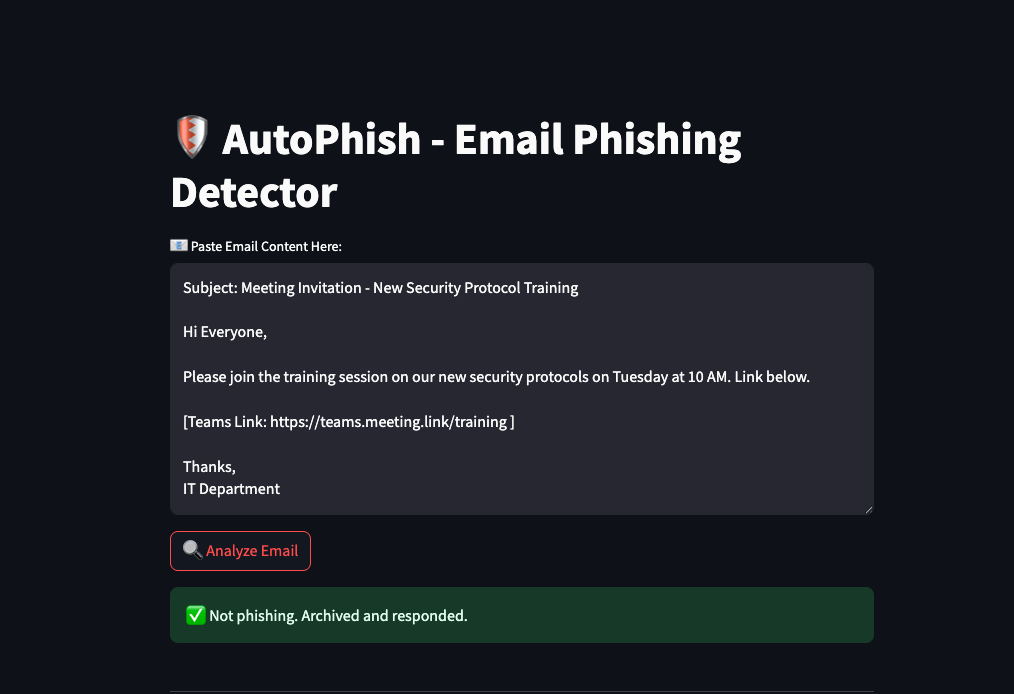 AutoPhish - Email Phishing
Detector
Paste Email Content Here:
Subject: Meeting Invitation - New Security Protocol Training
Hi Everyone,
Please join the training session on our new security protocols on Tuesday at 10 AM. Link below.
[Teams Link: https://teams.meeting.link/training ]
Thanks,
IT Department
Analyze Email
Not phishing. Archived and responded.